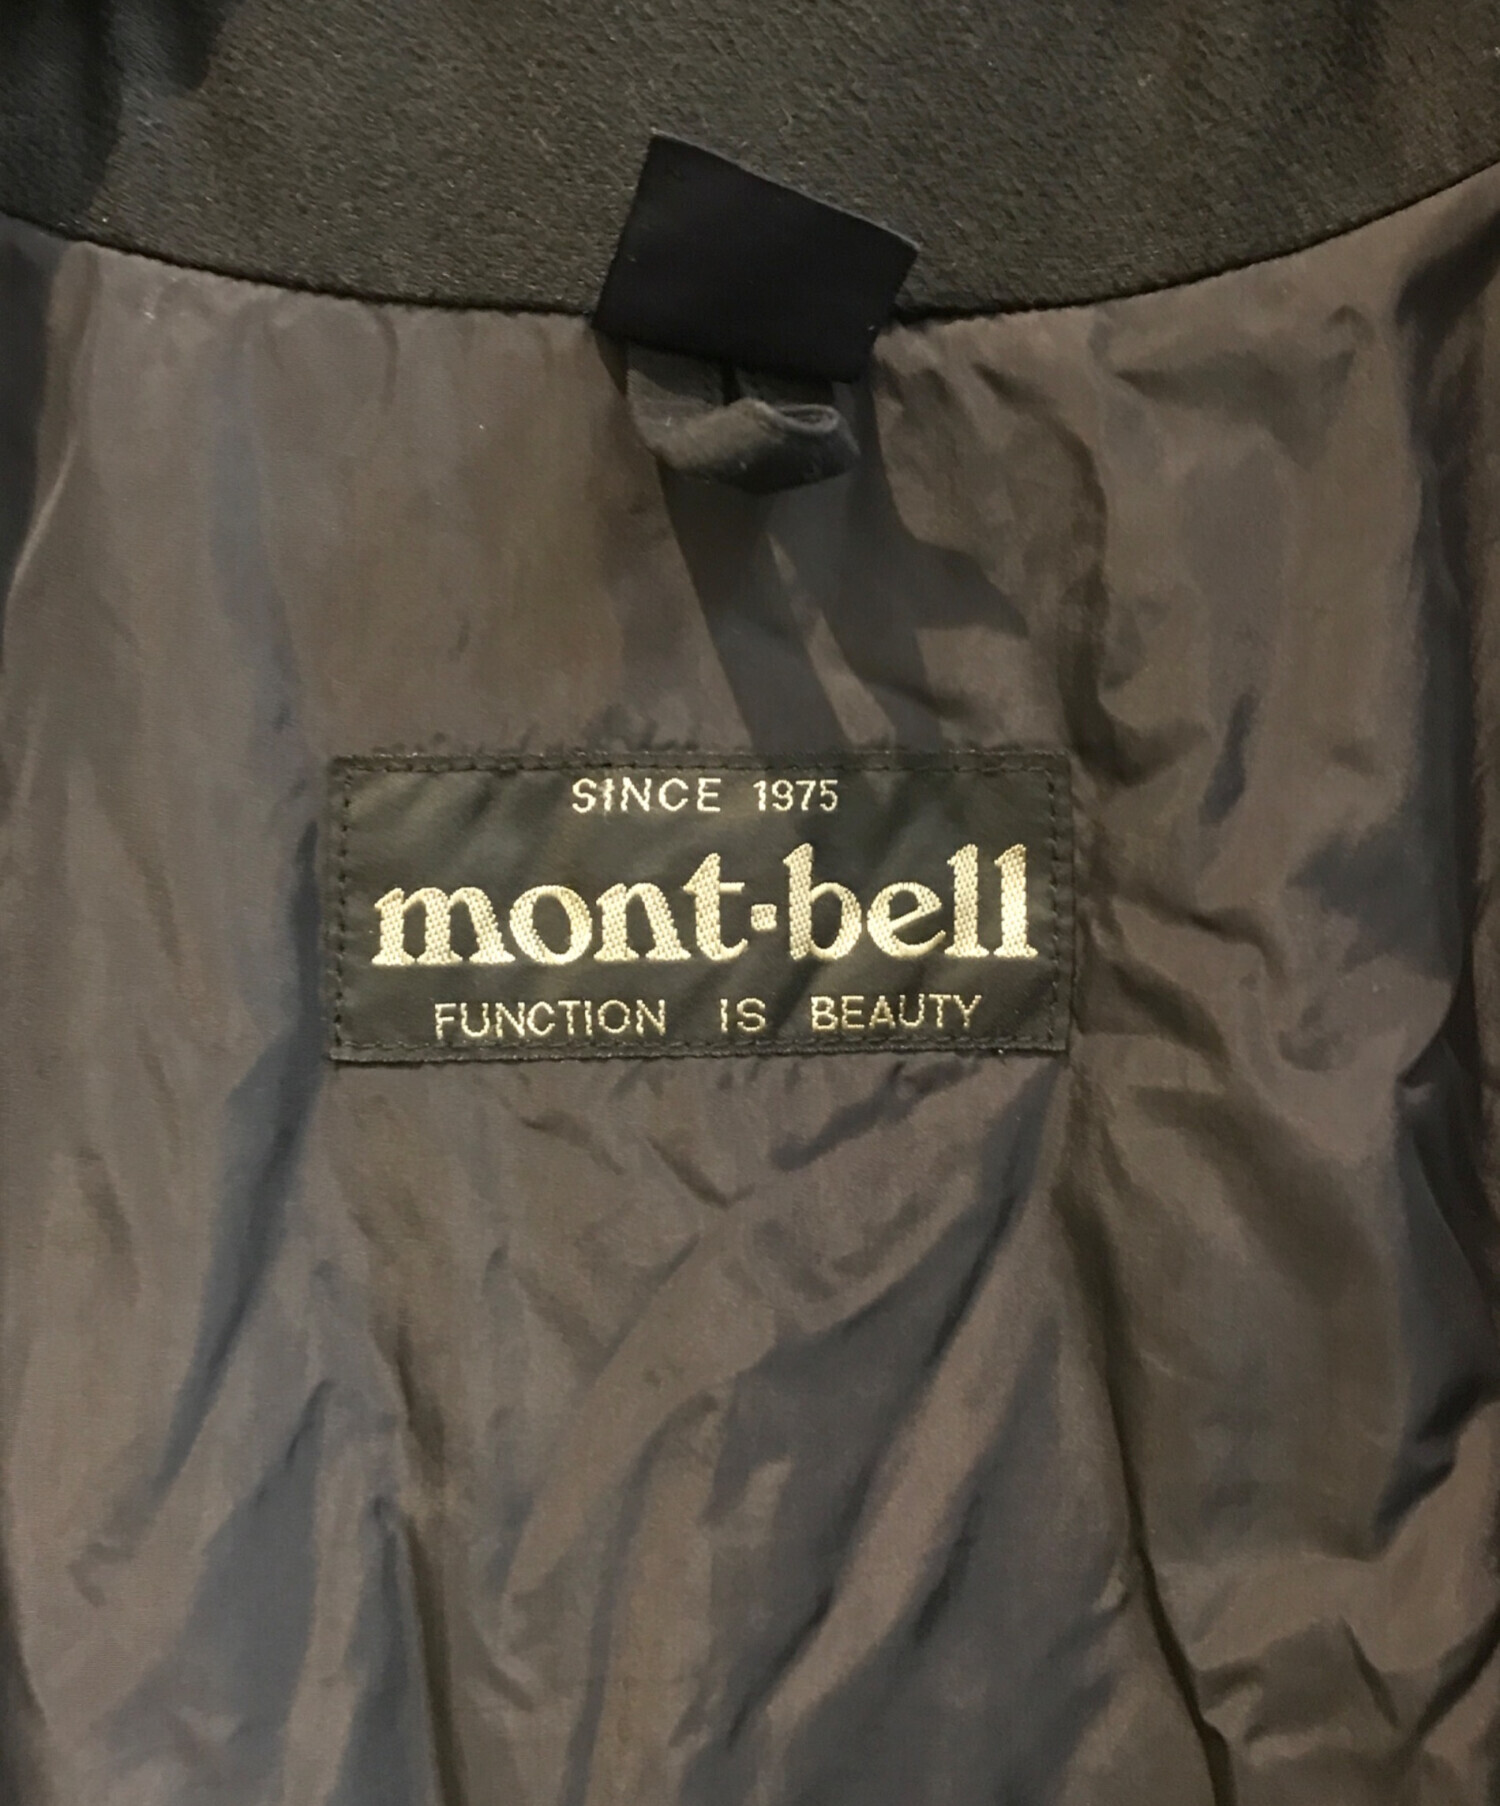 SINCE 1975
mont-bell
FUNCTION IS BEAUTY